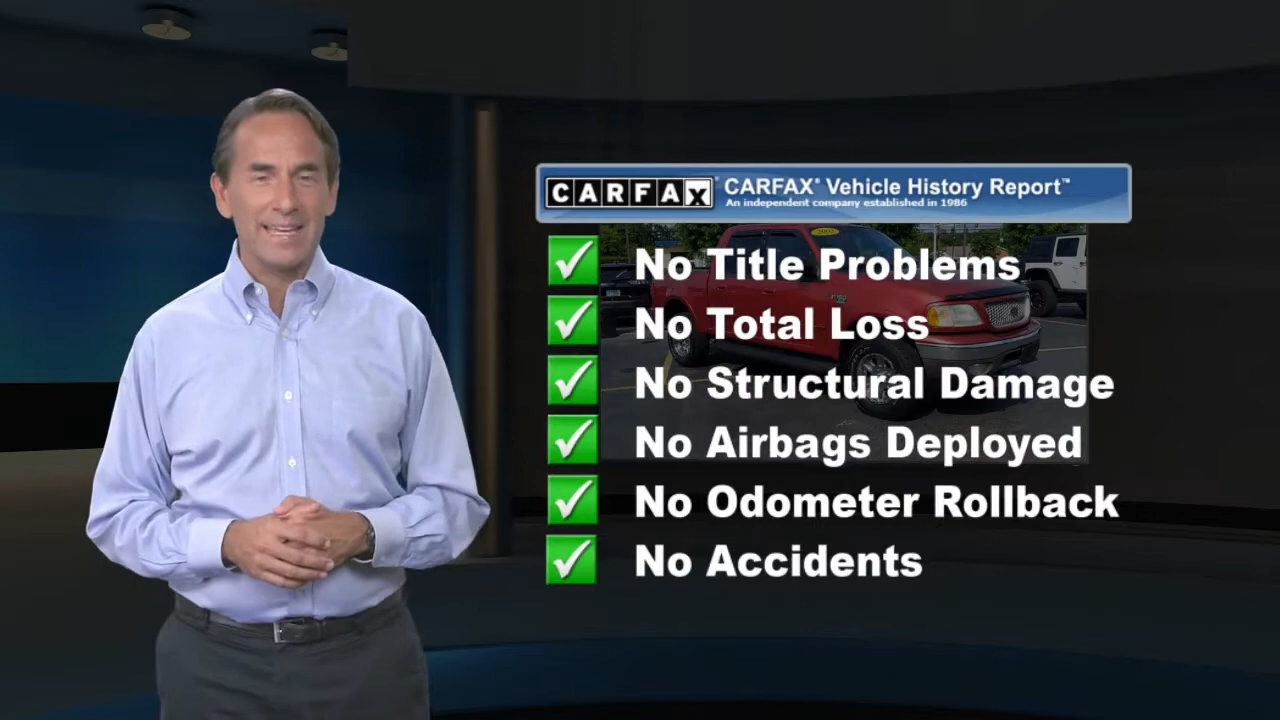 CARFAX
CARFAX® Vehicle History Report™
An independent company established in 1986
No Title Problems
No Total Loss
No Structural Damage
No Airbags Deployed
No Odometer Rollback
No Accidents